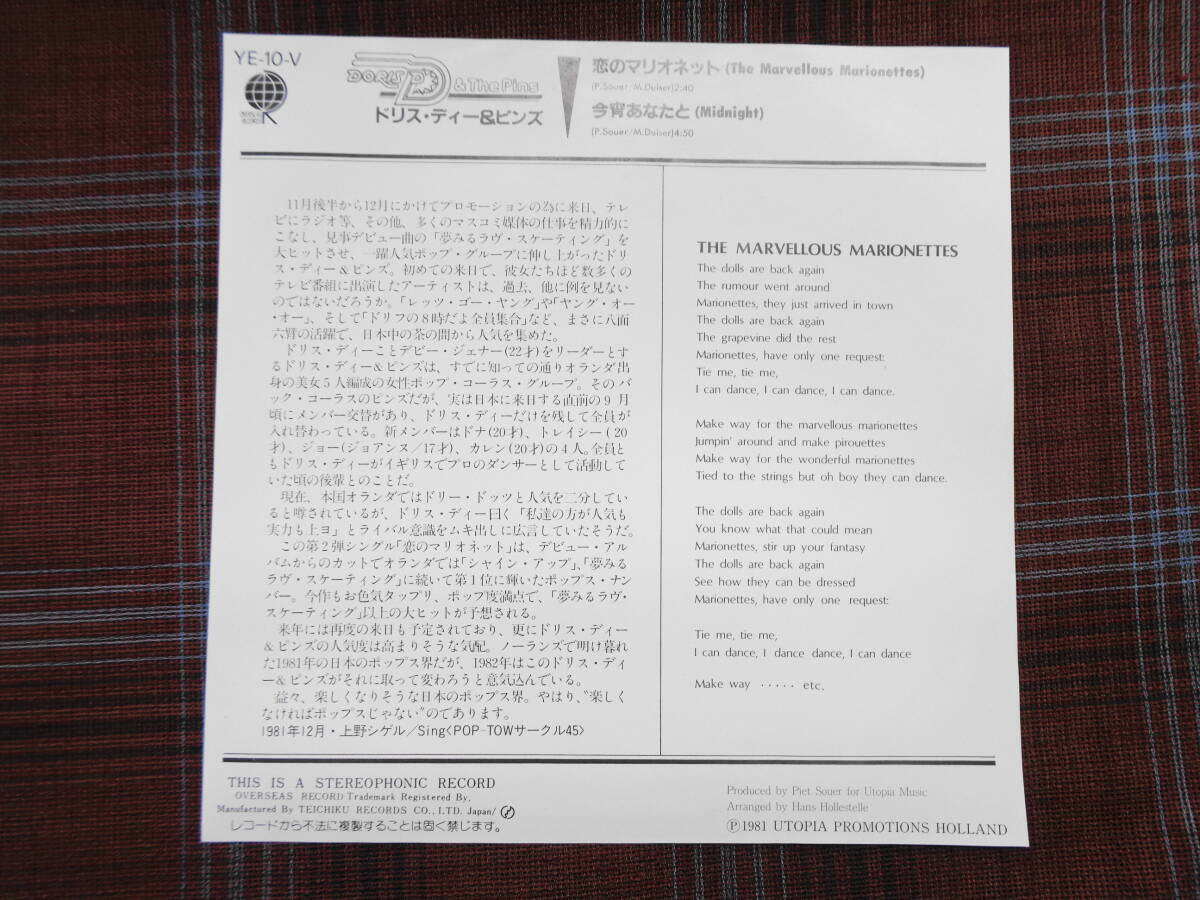 YE-10-V
DORIS D & The Pins
ドリス・ディー&ピンズ
恋のマリオネット (The Marvellous Marionettes)
[P.Souer/M.Duiser]2:40
今宵あなたと (Midnight)
[P.Souer/M.Duiser]4:50
11月後半から12月にかけてプロモーションの為に来日、テレ
ビにラジオ等、その他、多くのマスコミ媒体の仕事を精力的に
こなし、見事デビュー曲の「夢みるラヴ・スケーティング」を
大ヒットさせ、一躍人気ポップ・グループに伸し上がったドリ
ス・ディー&ピンズ。初めての来日で、彼女たちほど数多くの
テレビ番組に出演したアーティストは、過去、他に例を見ない
のではないだろうか。「レッツ・ゴー・ヤング」や「ヤング・オー
・オー」、そして「ドリフの8時だよ全員集合」など、まさに八面
六臂の活躍で、日本中の茶の間から人気を集めた。
ドリス・ディーことデビー・ジェナー(22才)をリーダーとす
るドリス・ディー&ピンズは、すでに知っての通りオランダ出
身の美女5人編成の女性ポップ・コーラス・グループ。そのバ
ック・コーラスのピンズだが、実は日本に来日する直前の9月
頃にメンバー交替があり、ドリス・ディーだけを残して全員が
入れ替わっている。新メンバーはドナ(20才)、トレイシー(20
才)、ジョー(ジョアンヌ/17才)、カレン(20才)の4人。全員と
もドリス・ディーがイギリスでプロのダンサーとして活動して
いた頃の後輩とのことだ。
現在、本国オランダではドリー・ドッツと人気を二分してい
ると噂されているが、ドリス・ディー曰く「私達の方が人気も
実力も上ヨ」とライバル意識をムキ出しに広言していたそうだ。
この第2弾シングル「恋のマリオネット」は、デビュー・アル
バムからのカットでオランダでは「シャイン・アップ」、「夢みる
ラヴ・スケーティング」に続いて第1位に輝いたポップス・ナン
バー。今作もお色気タップリ、ポップ度満点で、「夢みるラヴ・
スケーティング」以上の大ヒットが予想される。
来年には再度の来日も予定されており、更にドリス・ディー
&ピンズの人気度は高まりそうな気配。ノーランズで明け暮れ
た1981年の日本のポップス界だが、1982年はこのドリス・ディ
ー&ピンズがそれに取って変わろうと意気込んでいる。
益々、楽しくなりそうな日本のポップス界。やはり、"楽しく
なければポップスじゃない"のであります。
1981年12月・上野シゲル/Sing<POP-TOWサークル45>
THE MARVELLOUS MARIONETTES
The dolls are back again
The rumour went around
Marionettes, they just arrived in town
The dolls are back again
The grapevine did the rest
Marionettes, have only one request:
Tie me, tie me,
I can dance, I can dance, I can dance.
Make way for the marvellous marionettes
Jumpin' around and make pirouettes
Make way for the wonderful marionettes
Tied to the strings but oh boy they can dance.
The dolls are back again
You know what that could mean
Marionettes, stir up your fantasy
The dolls are back again
See how they can be dressed
Marionettes, have only one request:
Tie me, tie me,
I can dance, I dance dance, I can dance
Make way ····· etc.
THIS IS A STEREOPHONIC RECORD
OVERSEAS RECORD Trademark Registered By,
Manufactured By TEICHIKU RECORDS CO., LTD. Japan/
レコードから不法に複製することは固く禁じます。
Produced by Piet Souer for Utopia Music
Arranged by Hans Hollestelle
Ⓟ1981 UTOPIA PROMOTIONS HOLLAND